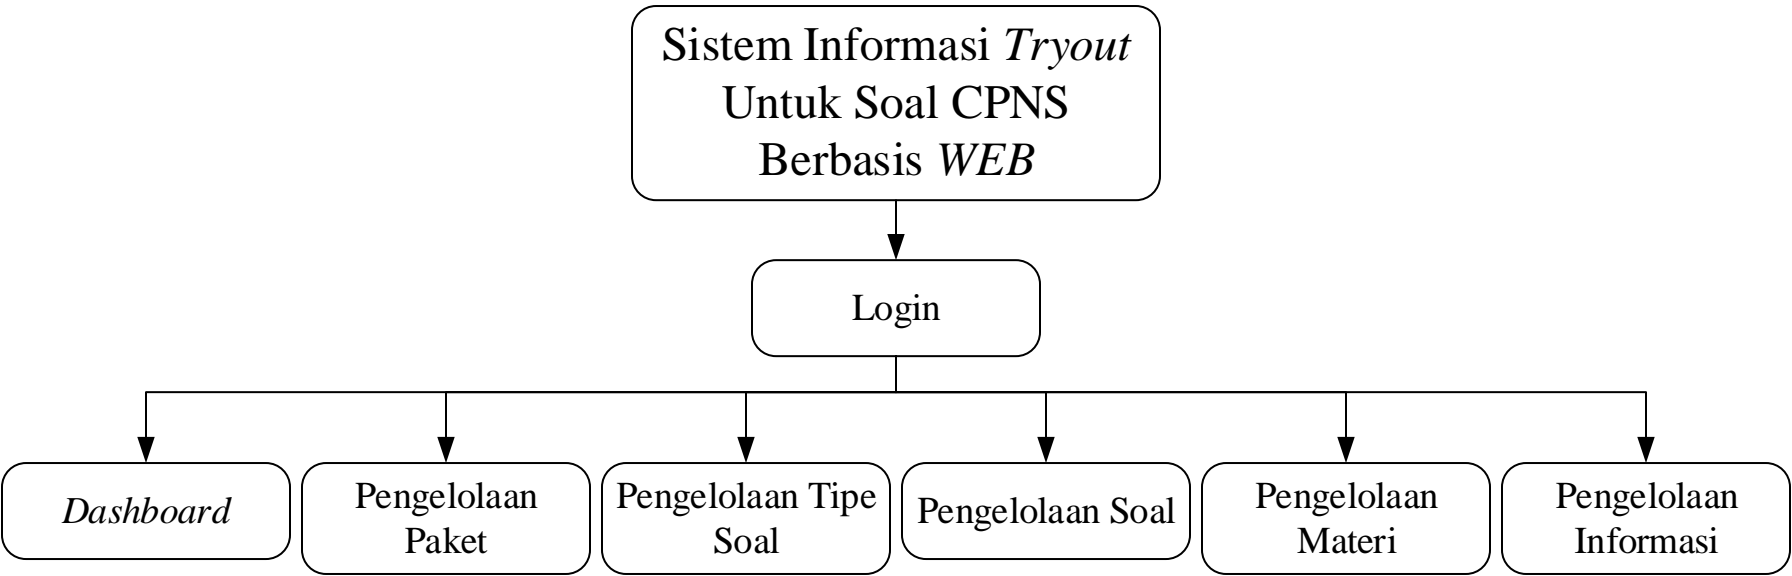 Sistem Informasi Tryout
Untuk Soal CPNS
Berbasis WEB
Login
Dashboard
Pengelolaan
Paket
Pengelolaan Tipe
Soal
Pengelolaan Soal
Pengelolaan
Materi
Pengelolaan
Informasi